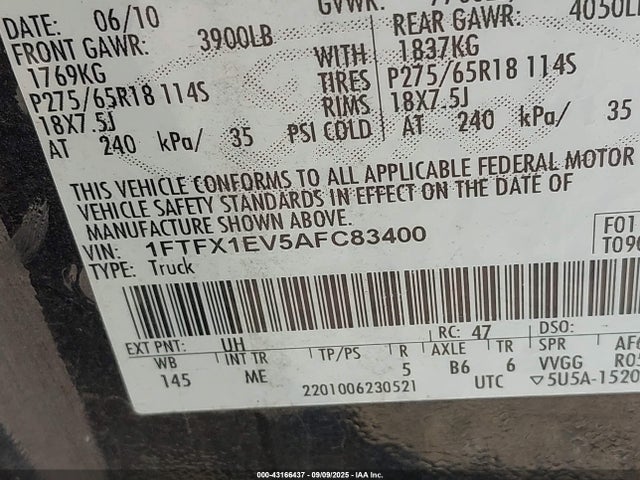 DATE: 06/10 GVWR:
FRONT GAWR: 3900LB WITH REAR GAWR: 4050LB
1769KG TIRES 1837KG
P275/65R18 114S RIMS P275/65R18 114S
18X7.5J PSI COLD 18X7.5J
AT 240 kPa/ 35 AT 240 kPa/ 35
THIS VEHICLE CONFORMS TO ALL APPLICABLE FEDERAL MOTOR
VEHICLE SAFETY STANDARDS IN EFFECT ON THE DATE OF
MANUFACTURE SHOWN ABOVE.
VIN: 1FTFX1EV5AFC83400
TYPE: Truck
F01
T090
EXT PNT: UH RC: 47 DSO:
WB INT TR TP/PS R AXLE TR SPR
145 ME 5 B6 6 VVGG
2201006230521 UTC ▽5U5A-1520
000-43166437 - 09/09/2025 - IAA Inc.